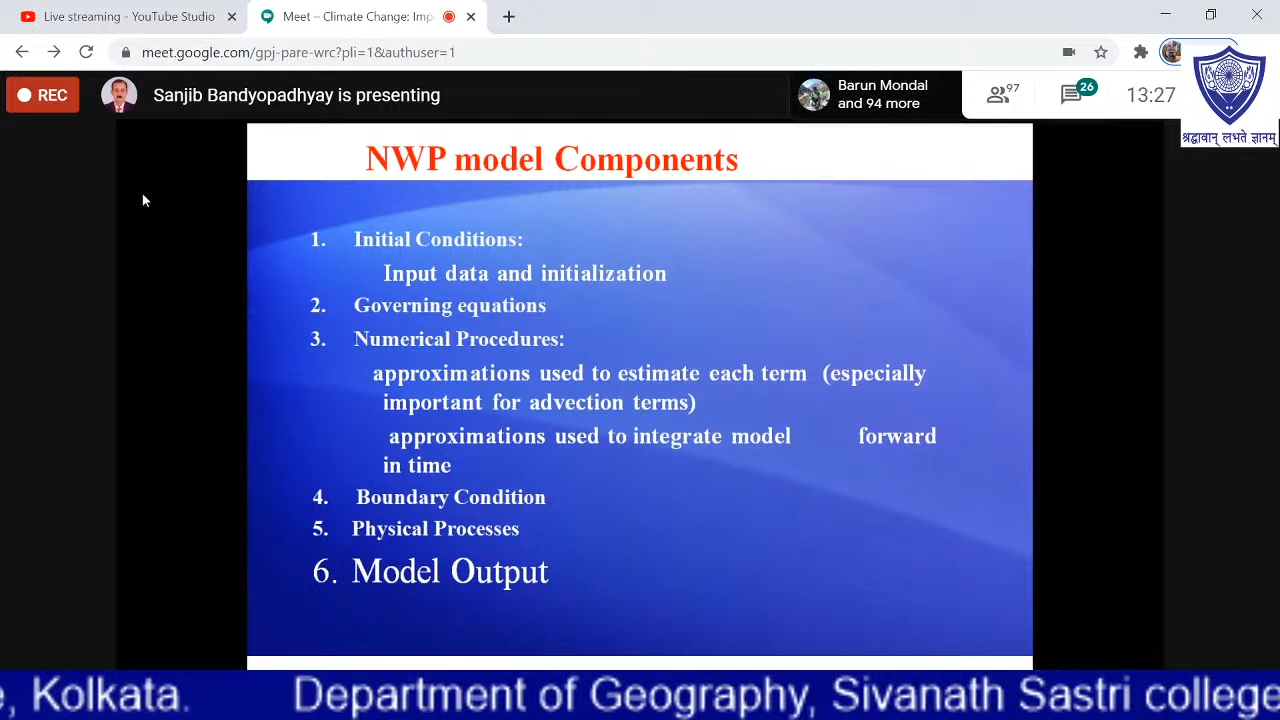 Live streaming - YouTube Studio
Meet – Climate Change: Imp
meet.google.com/gpj-pare-wrc?pli=1&authuser=1
REC
Sanjib Bandyopadhyay is presenting
Barun Mondal
and 94 more
97
26
13:27
श्रद्धावान् लभते ज्ञानम्
NWP model Components
1. Initial Conditions:
Input data and initialization
2. Governing equations
3. Numerical Procedures:
approximations used to estimate each term (especially
important for advection terms)
approximations used to integrate model forward
in time
4. Boundary Condition
5. Physical Processes
6. Model Output
e, Kolkata. Department of Geography, Sivanath Sastri college